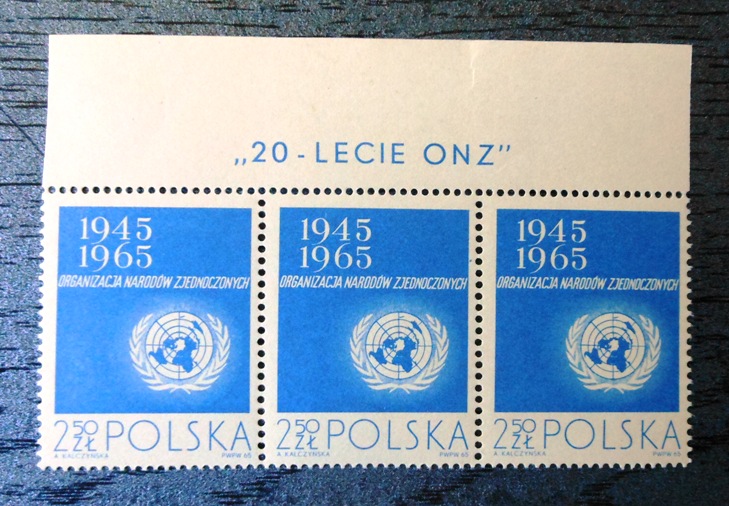 „20-LECIE ONZ”
1945
1965
ORGANIZACJA NARODÓW ZJEDNOCZONYCH
2 50 ZŁ POLSKA
A. KALCZYŃSKA PWPW 65
1945
1965
ORGANIZACJA NARODÓW ZJEDNOCZONYCH
2 50 ZŁ POLSKA
A. KALCZYŃSKA PWPW 65
1945
1965
ORGANIZACJA NARODÓW ZJEDNOCZONYCH
2 50 ZŁ POLSKA
A. KALCZYŃSKA PWPW 65